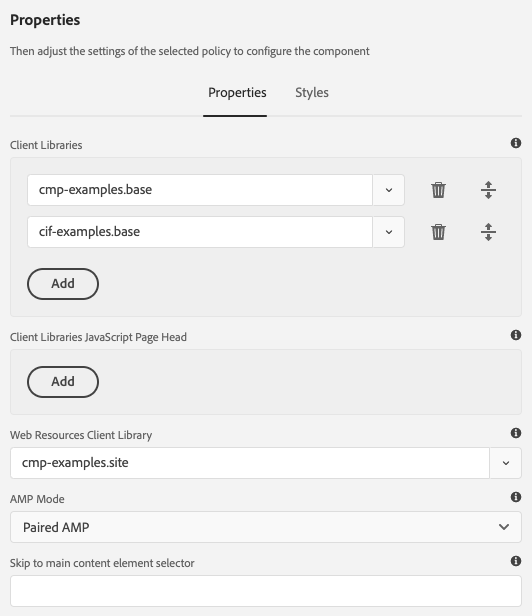 Properties
Then adjust the settings of the selected policy to configure the component
Properties Styles
Client Libraries
cmp-examples.base
cif-examples.base
Add
Client Libraries JavaScript Page Head
Add
Web Resources Client Library
cmp-examples.site
AMP Mode
Paired AMP
Skip to main content element selector